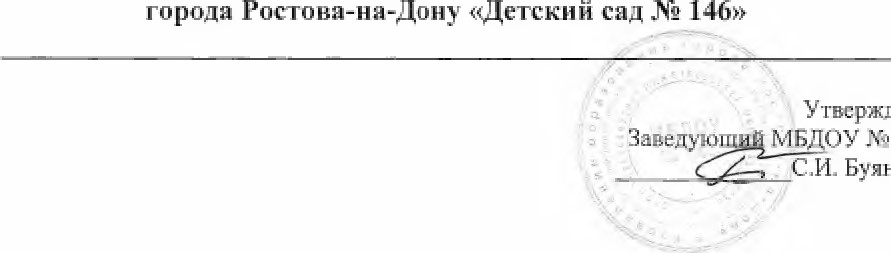 города Ростова-на-Дону «Детский сад № 146»
Утвержд
Заведующий МБДОУ №
С.И. Буян